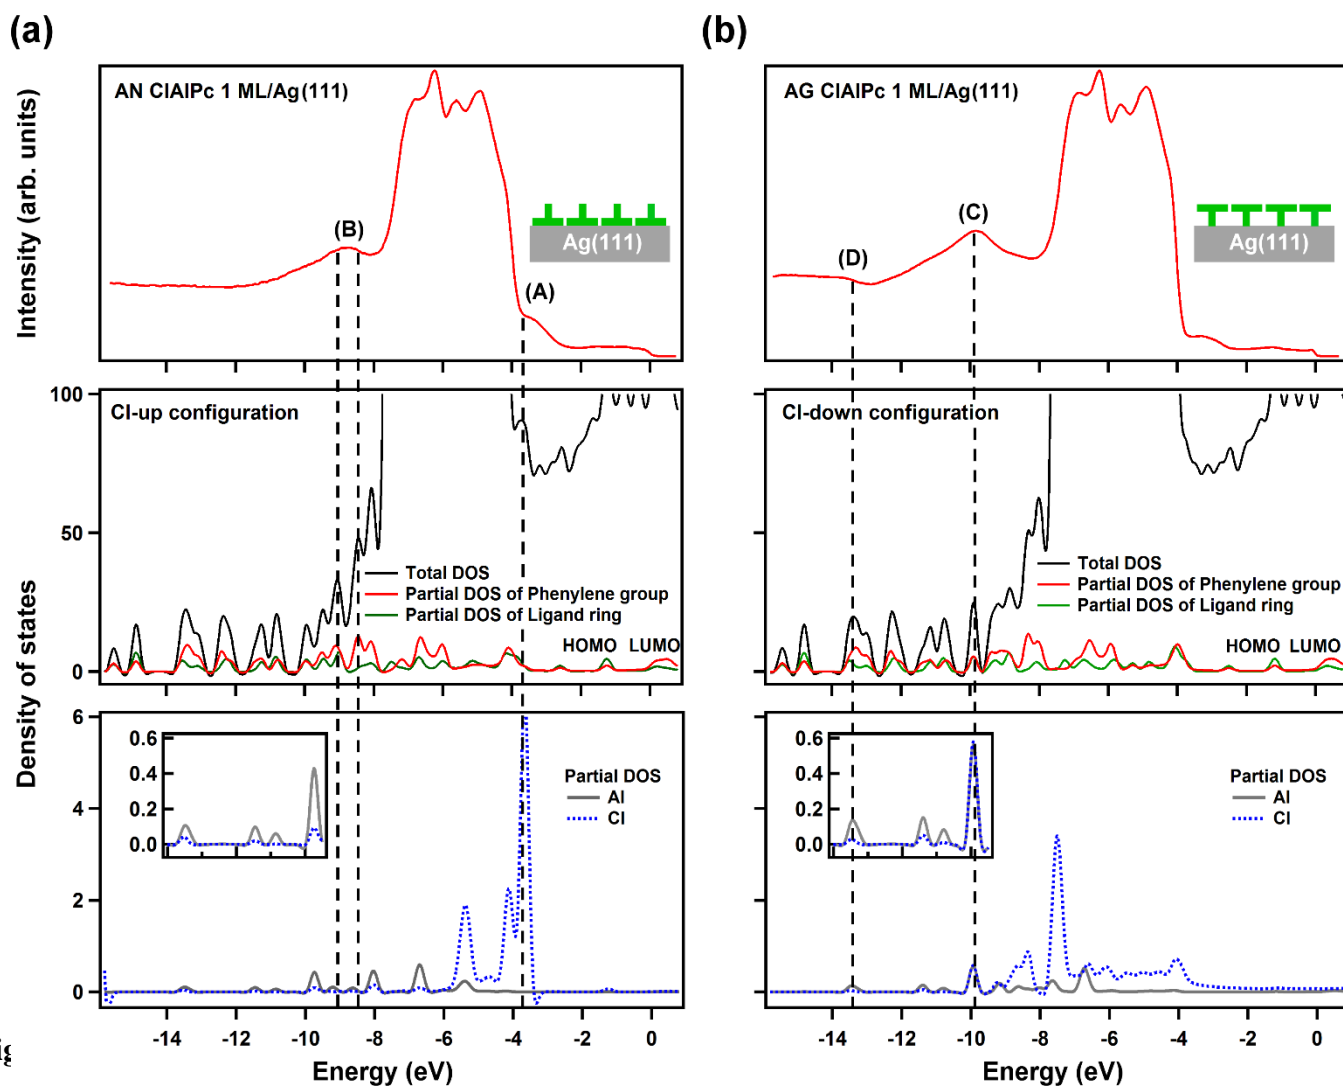 (a)
AN ClAlPc 1 ML/Ag(111)
Intensity (arb. units)
(B)
(A)
Ag(111)
100
50
0
Cl-up configuration
Total DOS
Partial DOS of Phenylene group
Partial DOS of Ligand ring
HOMO LUMO
Density of states
6
4
2
0
0.6
0.4
0.2
0.0
Partial DOS
Al
Cl
-14 -12 -10 -8 -6 -4 -2 0
Energy (eV)
(b)
AG ClAlPc 1 ML/Ag(111)
(D)
(C)
Ag(111)
Cl-down configuration
Total DOS
Partial DOS of Phenylene group
Partial DOS of Ligand ring
HOMO LUMO
0.6
0.4
0.2
0.0
Partial DOS
Al
Cl
-14 -12 -10 -8 -6 -4 -2 0
Energy (eV)